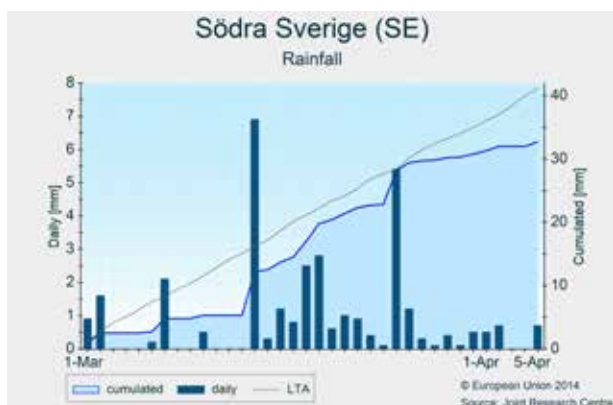 Södra Sverige (SE)
Rainfall
8
7
6
5
4
3
2
1
0
Daily [mm]
40
30
20
10
0
Cumulated [mm]
1-Mar
1-Apr
5-Apr
cumulated
daily
LTA
© European Union 2014
Source: Joint Research Centre